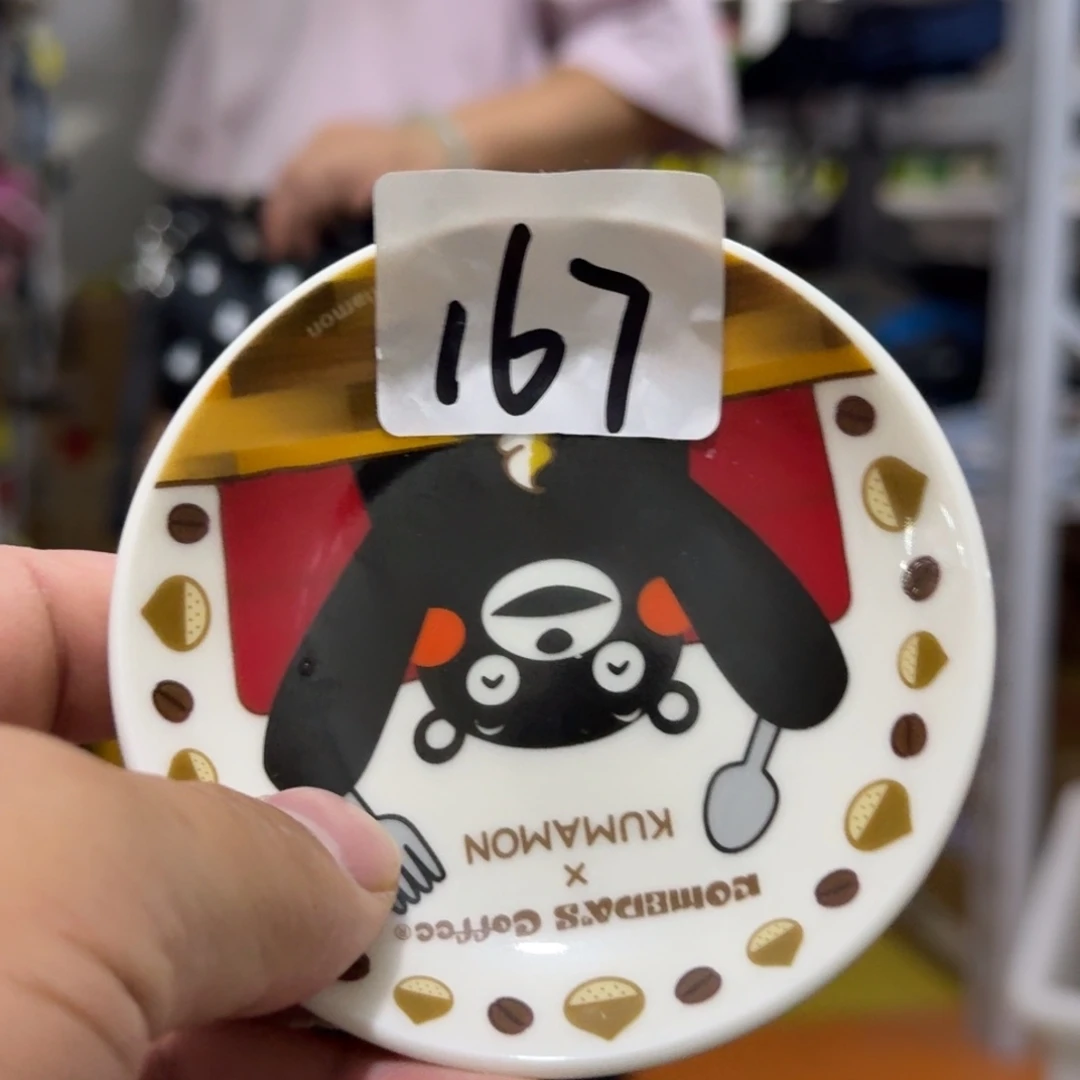 167
KOMEDA'S Coffee®
×
KUMAMON